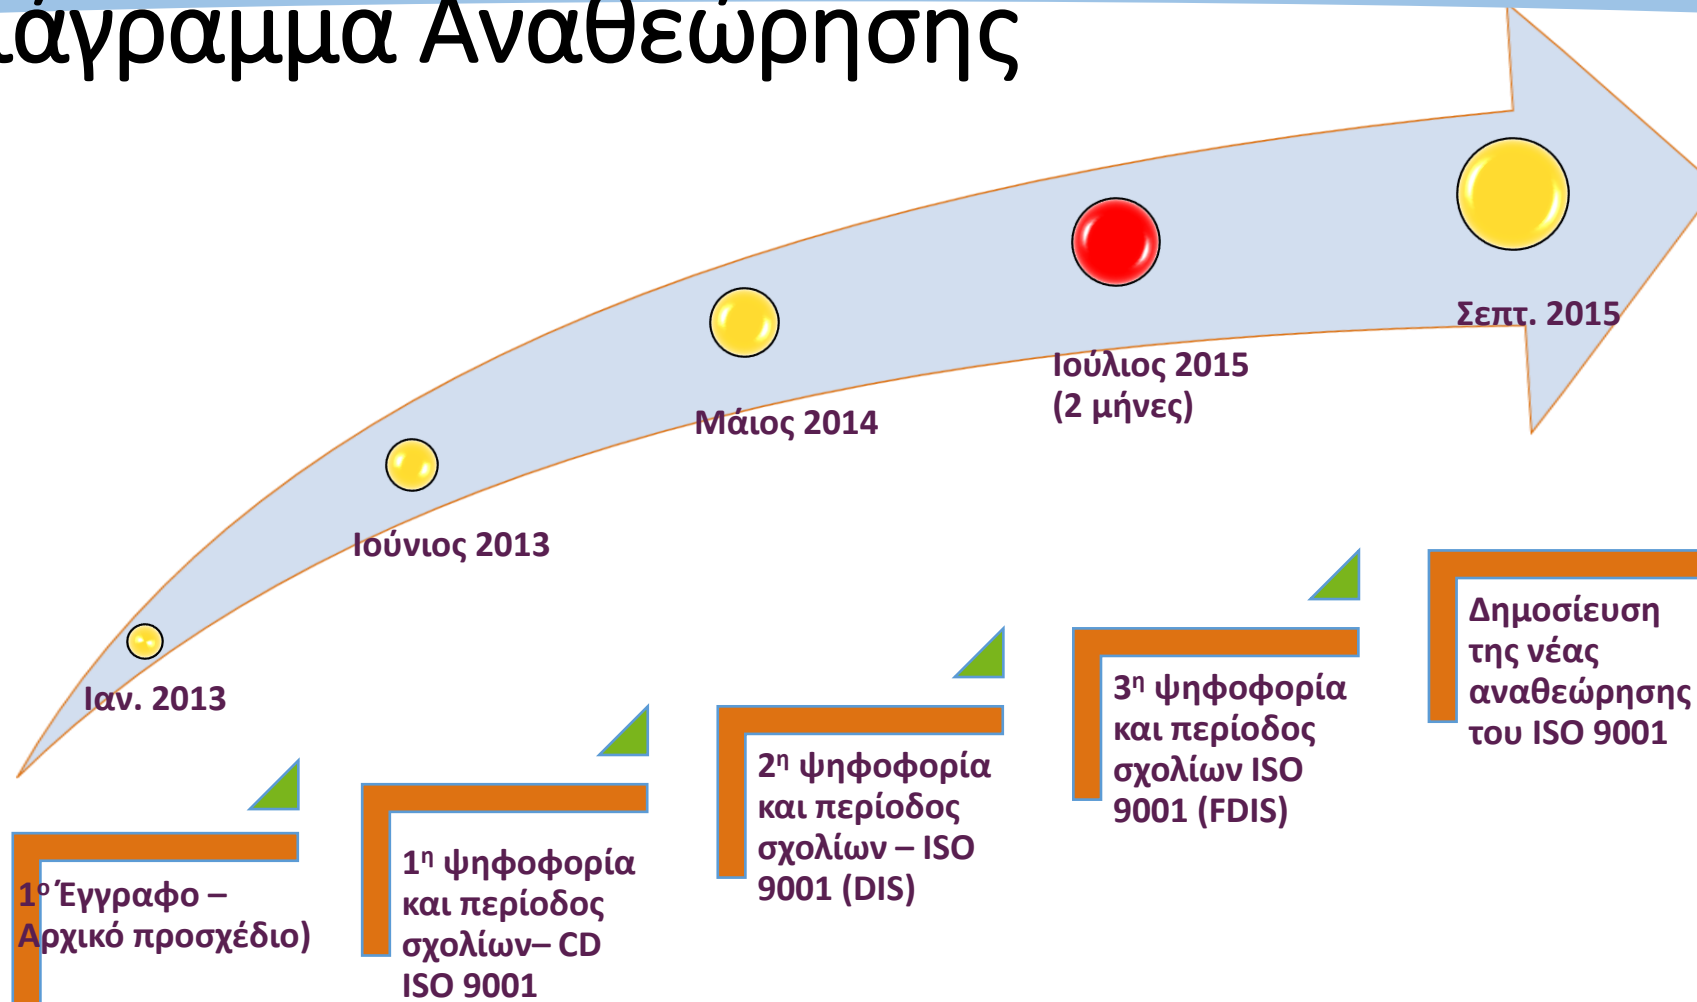 ιάγραμμα Αναθεώρησης
Σεπτ. 2015
Ιούλιος 2015
(2 μήνες)
Μάιος 2014
Ιούνιος 2013
Ιαν. 2013
1ο Έγγραφο –
Αρχικό προσχέδιο)
1η ψηφοφορία
και περίοδος
σχολίων– CD
ISO 9001
2η ψηφοφορία
και περίοδος
σχολίων – ISO
9001 (DIS)
3η ψηφοφορία
και περίοδος
σχολίων ISO
9001 (FDIS)
Δημοσίευση
της νέας
αναθεώρησης
του ISO 9001